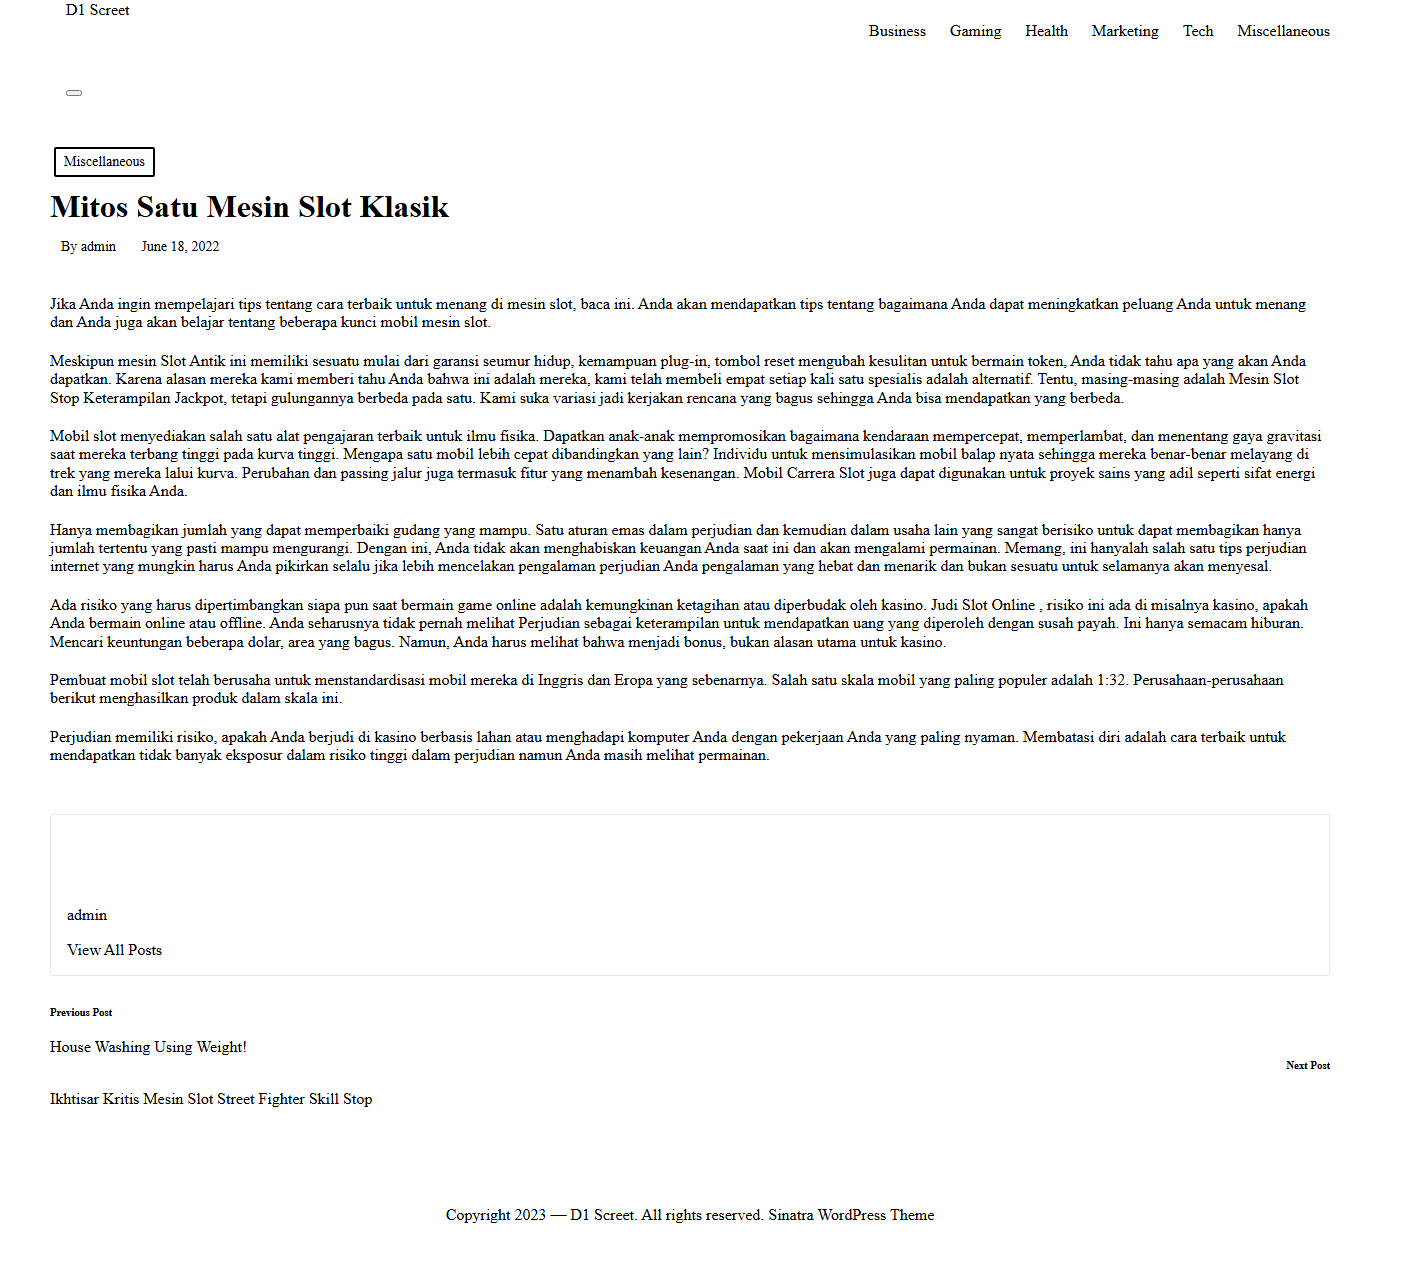 D1 Screet
Business Gaming Health Marketing Tech Miscellaneous
Miscellaneous
Mitos Satu Mesin Slot Klasik
By admin June 18, 2022
Jika Anda ingin mempelajari tips tentang cara terbaik untuk menang di mesin slot, baca ini. Anda akan mendapatkan tips tentang bagaimana Anda dapat meningkatkan peluang Anda untuk menang
dan Anda juga akan belajar tentang beberapa kunci mobil mesin slot.
Meskipun mesin Slot Antik ini memiliki sesuatu mulai dari garansi seumur hidup, kemampuan plug-in, tombol reset mengubah kesulitan untuk bermain token, Anda tidak tahu apa yang akan Anda
dapatkan. Karena alasan mereka kami memberi tahu Anda bahwa ini adalah mereka, kami telah membeli empat setiap kali satu spesialis adalah alternatif. Tentu, masing-masing adalah Mesin Slot
Stop Keterampilan Jackpot, tetapi gulungannya berbeda pada satu. Kami suka variasi jadi kerjakan rencana yang bagus sehingga Anda bisa mendapatkan yang berbeda.
Mobil slot menyediakan salah satu alat pengajaran terbaik untuk ilmu fisika. Dapatkan anak-anak mempromosikan bagaimana kendaraan mempercepat, memperlambat, dan menentang gaya gravitasi
saat mereka terbang tinggi pada kurva tinggi. Mengapa satu mobil lebih cepat dibandingkan yang lain? Individu untuk mensimulasikan mobil balap nyata sehingga mereka benar-benar melayang di
trek yang mereka lalui kurva. Perubahan dan passing jalur juga termasuk fitur yang menambah kesenangan. Mobil Carrera Slot juga dapat digunakan untuk proyek sains yang adil seperti sifat energi
dan ilmu fisika Anda.
Hanya membagikan jumlah yang dapat memperbaiki gudang yang mampu. Satu aturan emas dalam perjudian dan kemudian dalam usaha lain yang sangat berisiko untuk dapat membagikan hanya
jumlah tertentu yang pasti mampu mengurangi. Dengan ini, Anda tidak akan menghabiskan keuangan Anda saat ini dan akan mengalami permainan. Memang, ini hanyalah salah satu tips perjudian
internet yang mungkin harus Anda pikirkan selalu jika lebih mencelakan pengalaman perjudian Anda pengalaman yang hebat dan menarik dan bukan sesuatu untuk selamanya akan menyesal.
Ada risiko yang harus dipertimbangkan siapa pun saat bermain game online adalah kemungkinan ketagihan atau diperbudak oleh kasino. Judi Slot Online , risiko ini ada di misalnya kasino, apakah
Anda bermain online atau offline. Anda seharusnya tidak pernah melihat Perjudian sebagai keterampilan untuk mendapatkan uang yang diperoleh dengan susah payah. Ini hanya semacam hiburan.
Mencari keuntungan beberapa dolar, area yang bagus. Namun, Anda harus melihat bahwa menjadi bonus, bukan alasan utama untuk kasino.
Pembuat mobil slot telah berusaha untuk menstandardisasi mobil mereka di Inggris dan Eropa yang sebenarnya. Salah satu skala mobil yang paling populer adalah 1:32. Perusahaan-perusahaan
berikut menghasilkan produk dalam skala ini.
Perjudian memiliki risiko, apakah Anda berjudi di kasino berbasis lahan atau menghadapi komputer Anda dengan pekerjaan Anda yang paling nyaman. Membatasi diri adalah cara terbaik untuk
mendapatkan tidak banyak eksposur dalam risiko tinggi dalam perjudian namun Anda masih melihat permainan.
admin
View All Posts
Previous Post
House Washing Using Weight!
Next Post
Ikhtisar Kritis Mesin Slot Street Fighter Skill Stop
Copyright 2023 — D1 Screet. All rights reserved. Sinatra WordPress Theme